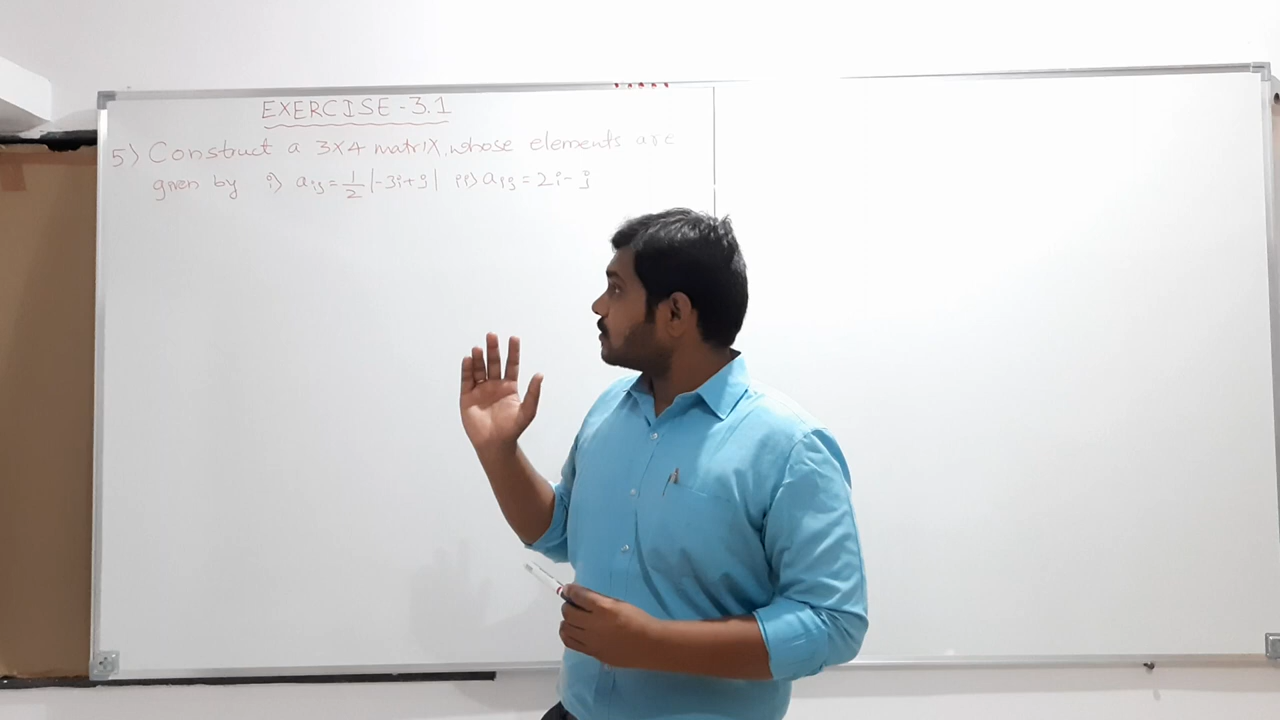 EXERCISE-3.1
5) Construct a 3x4 matrix, whose elements are
given by i) aij = 1/2 |-3i+j| ii) aij = 2i-j